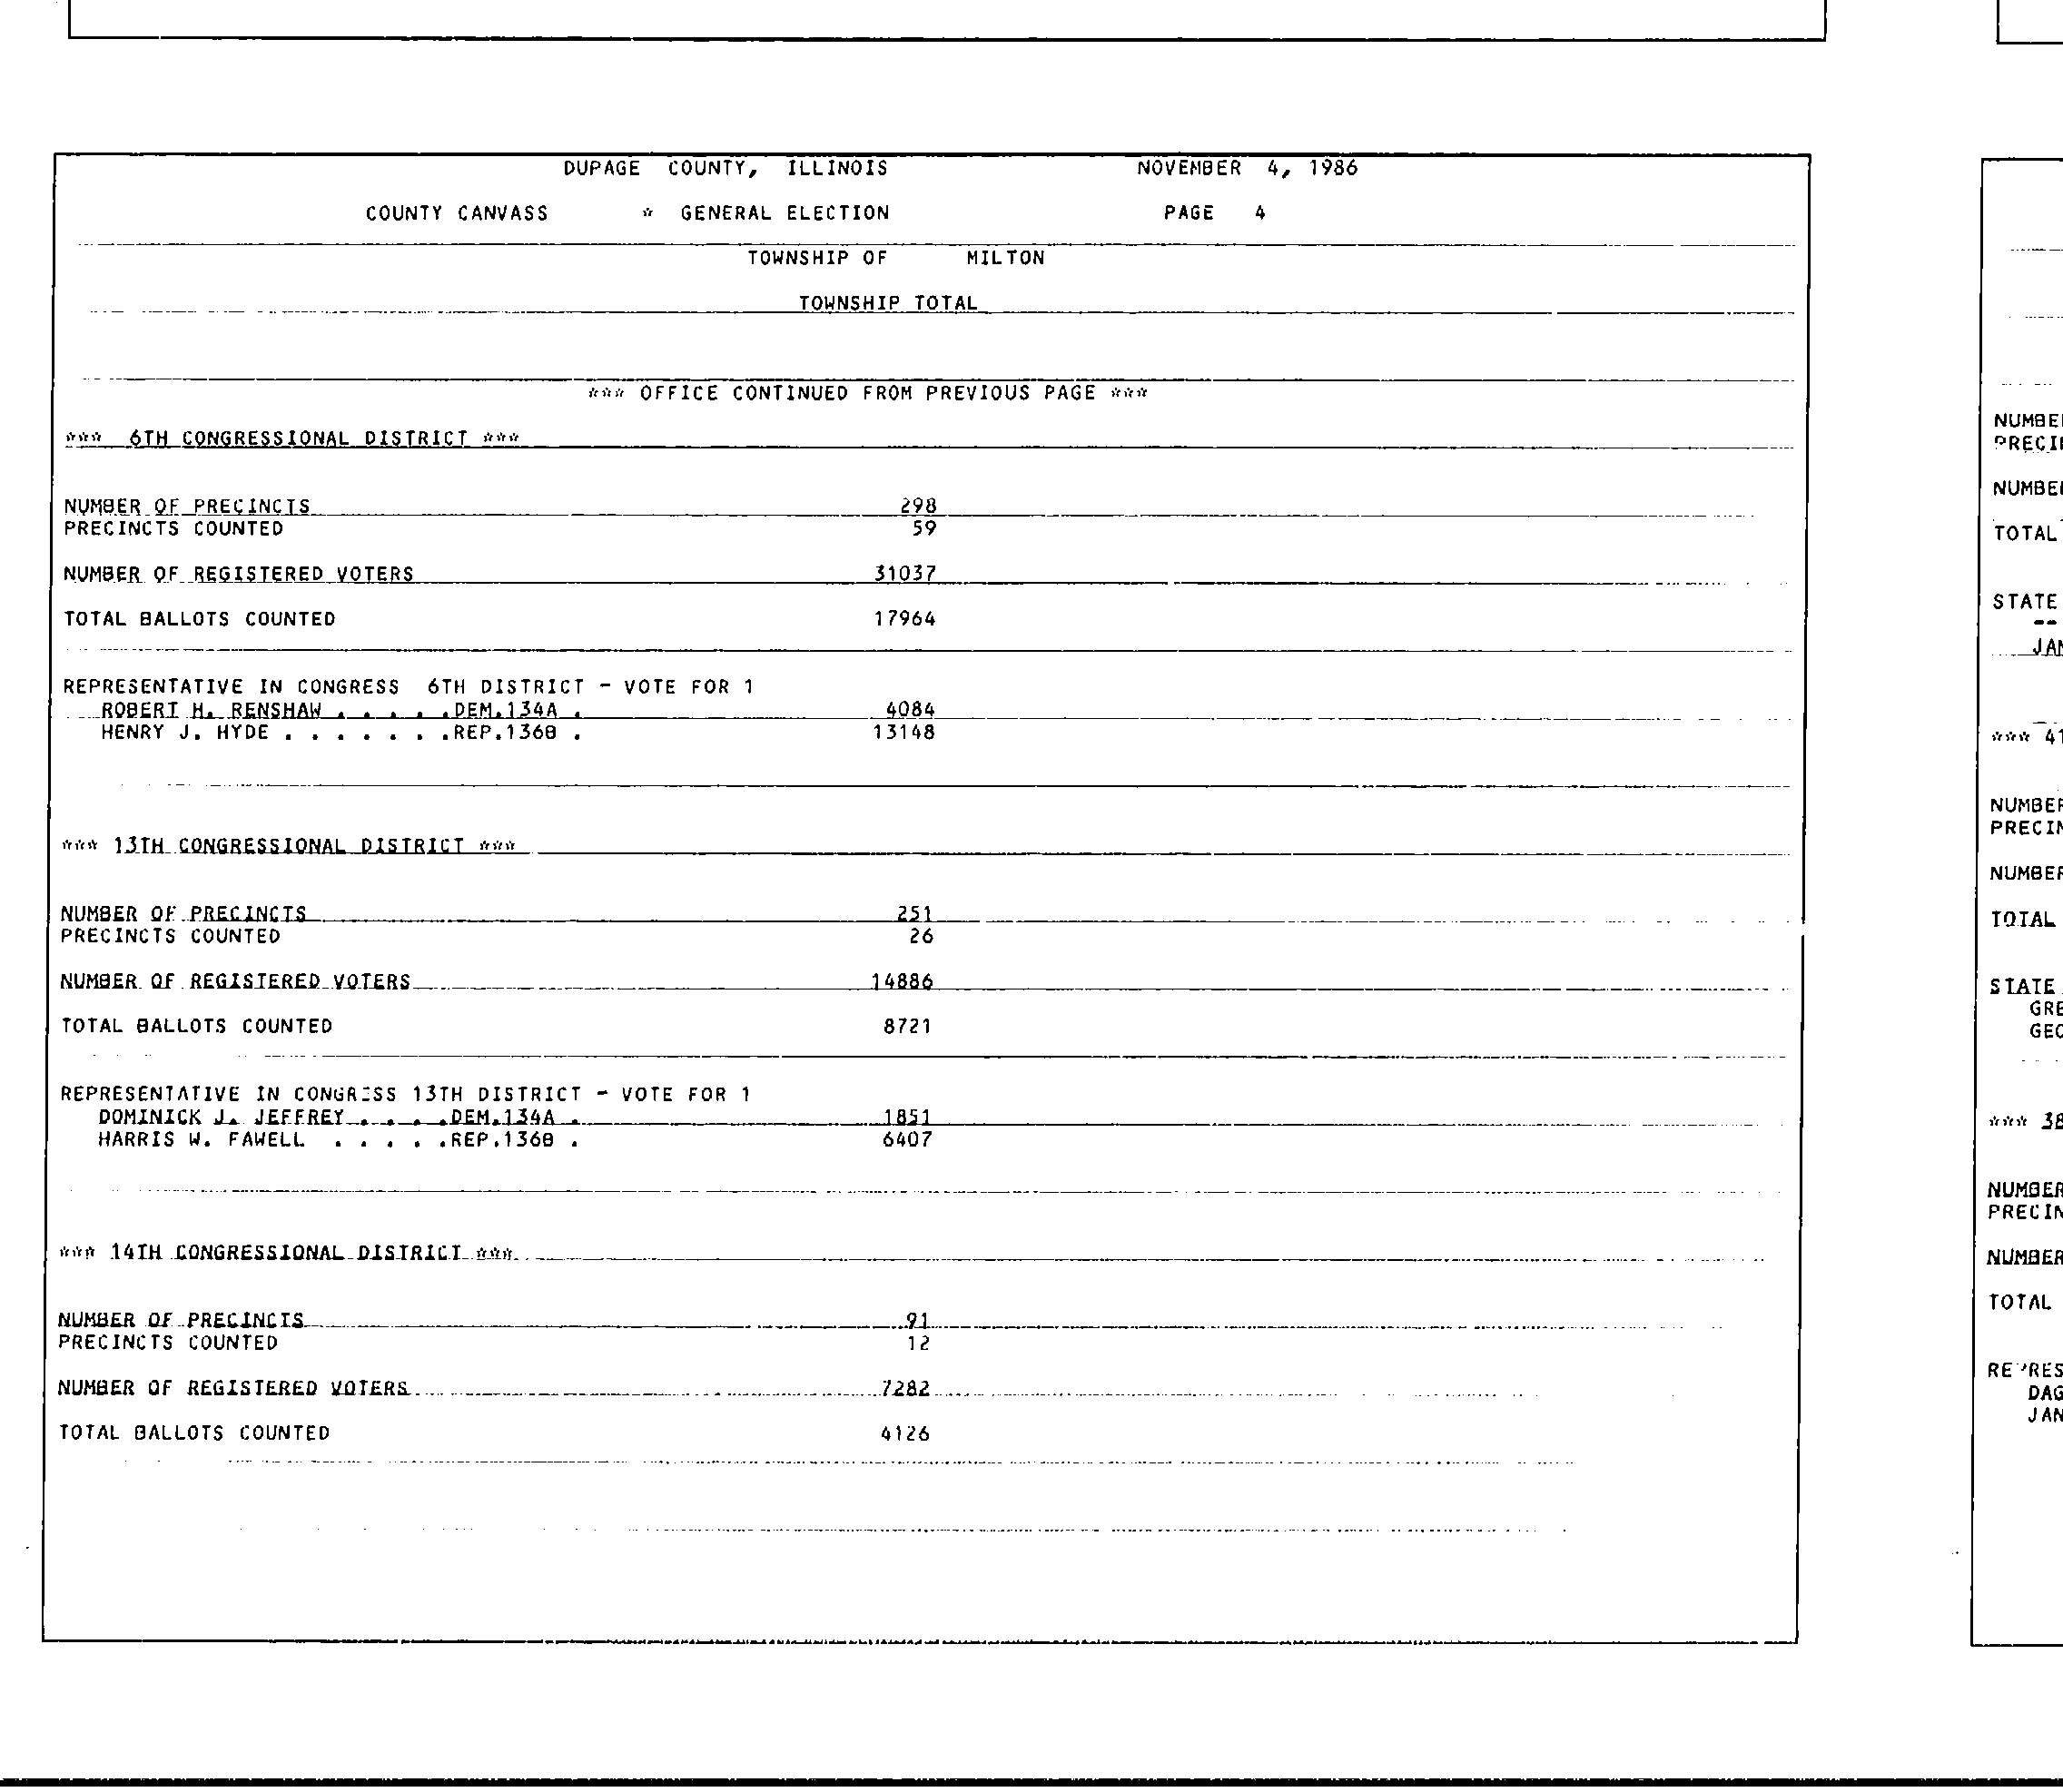 DUPAGE COUNTY, ILLINOIS NOVEMBER 4, 1986
COUNTY CANVASS * GENERAL ELECTION PAGE 4
TOWNSHIP OF MILTON
TOWNSHIP TOTAL
*** OFFICE CONTINUED FROM PREVIOUS PAGE ***
*** 6TH CONGRESSIONAL DISTRICT ***
NUMBER OF PRECINCTS 298
PRECINCTS COUNTED 59
NUMBER OF REGISTERED VOTERS 31037
TOTAL BALLOTS COUNTED 17964
REPRESENTATIVE IN CONGRESS 6TH DISTRICT - VOTE FOR 1
ROBERT H. RENSHAW . . . . . .DEM.134A . 4084
HENRY J. HYDE . . . . . . . .REP.136B . 13148
*** 13TH CONGRESSIONAL DISTRICT ***
NUMBER OF PRECINCTS 251
PRECINCTS COUNTED 26
NUMBER OF REGISTERED VOTERS 14886
TOTAL BALLOTS COUNTED 8721
REPRESENTATIVE IN CONGRESS 13TH DISTRICT - VOTE FOR 1
DOMINICK J. JEFFREY . . . . .DEM.134A . 1851
HARRIS W. FAWELL . . . . . .REP.136B . 6407
*** 14TH CONGRESSIONAL DISTRICT ***
NUMBER OF PRECINCTS 91
PRECINCTS COUNTED 12
NUMBER OF REGISTERED VOTERS 7282
TOTAL BALLOTS COUNTED 4126
NUMBE
PRECI
NUMBE
TOTAL
STATE
--
JAN
*** 41
NUMBER
PRECIN
NUMBER
TOTAL
STATE
GRE
GEO
*** 38
NUMBER
PRECIN
NUMBER
TOTAL
REPRES
DAG
JAN